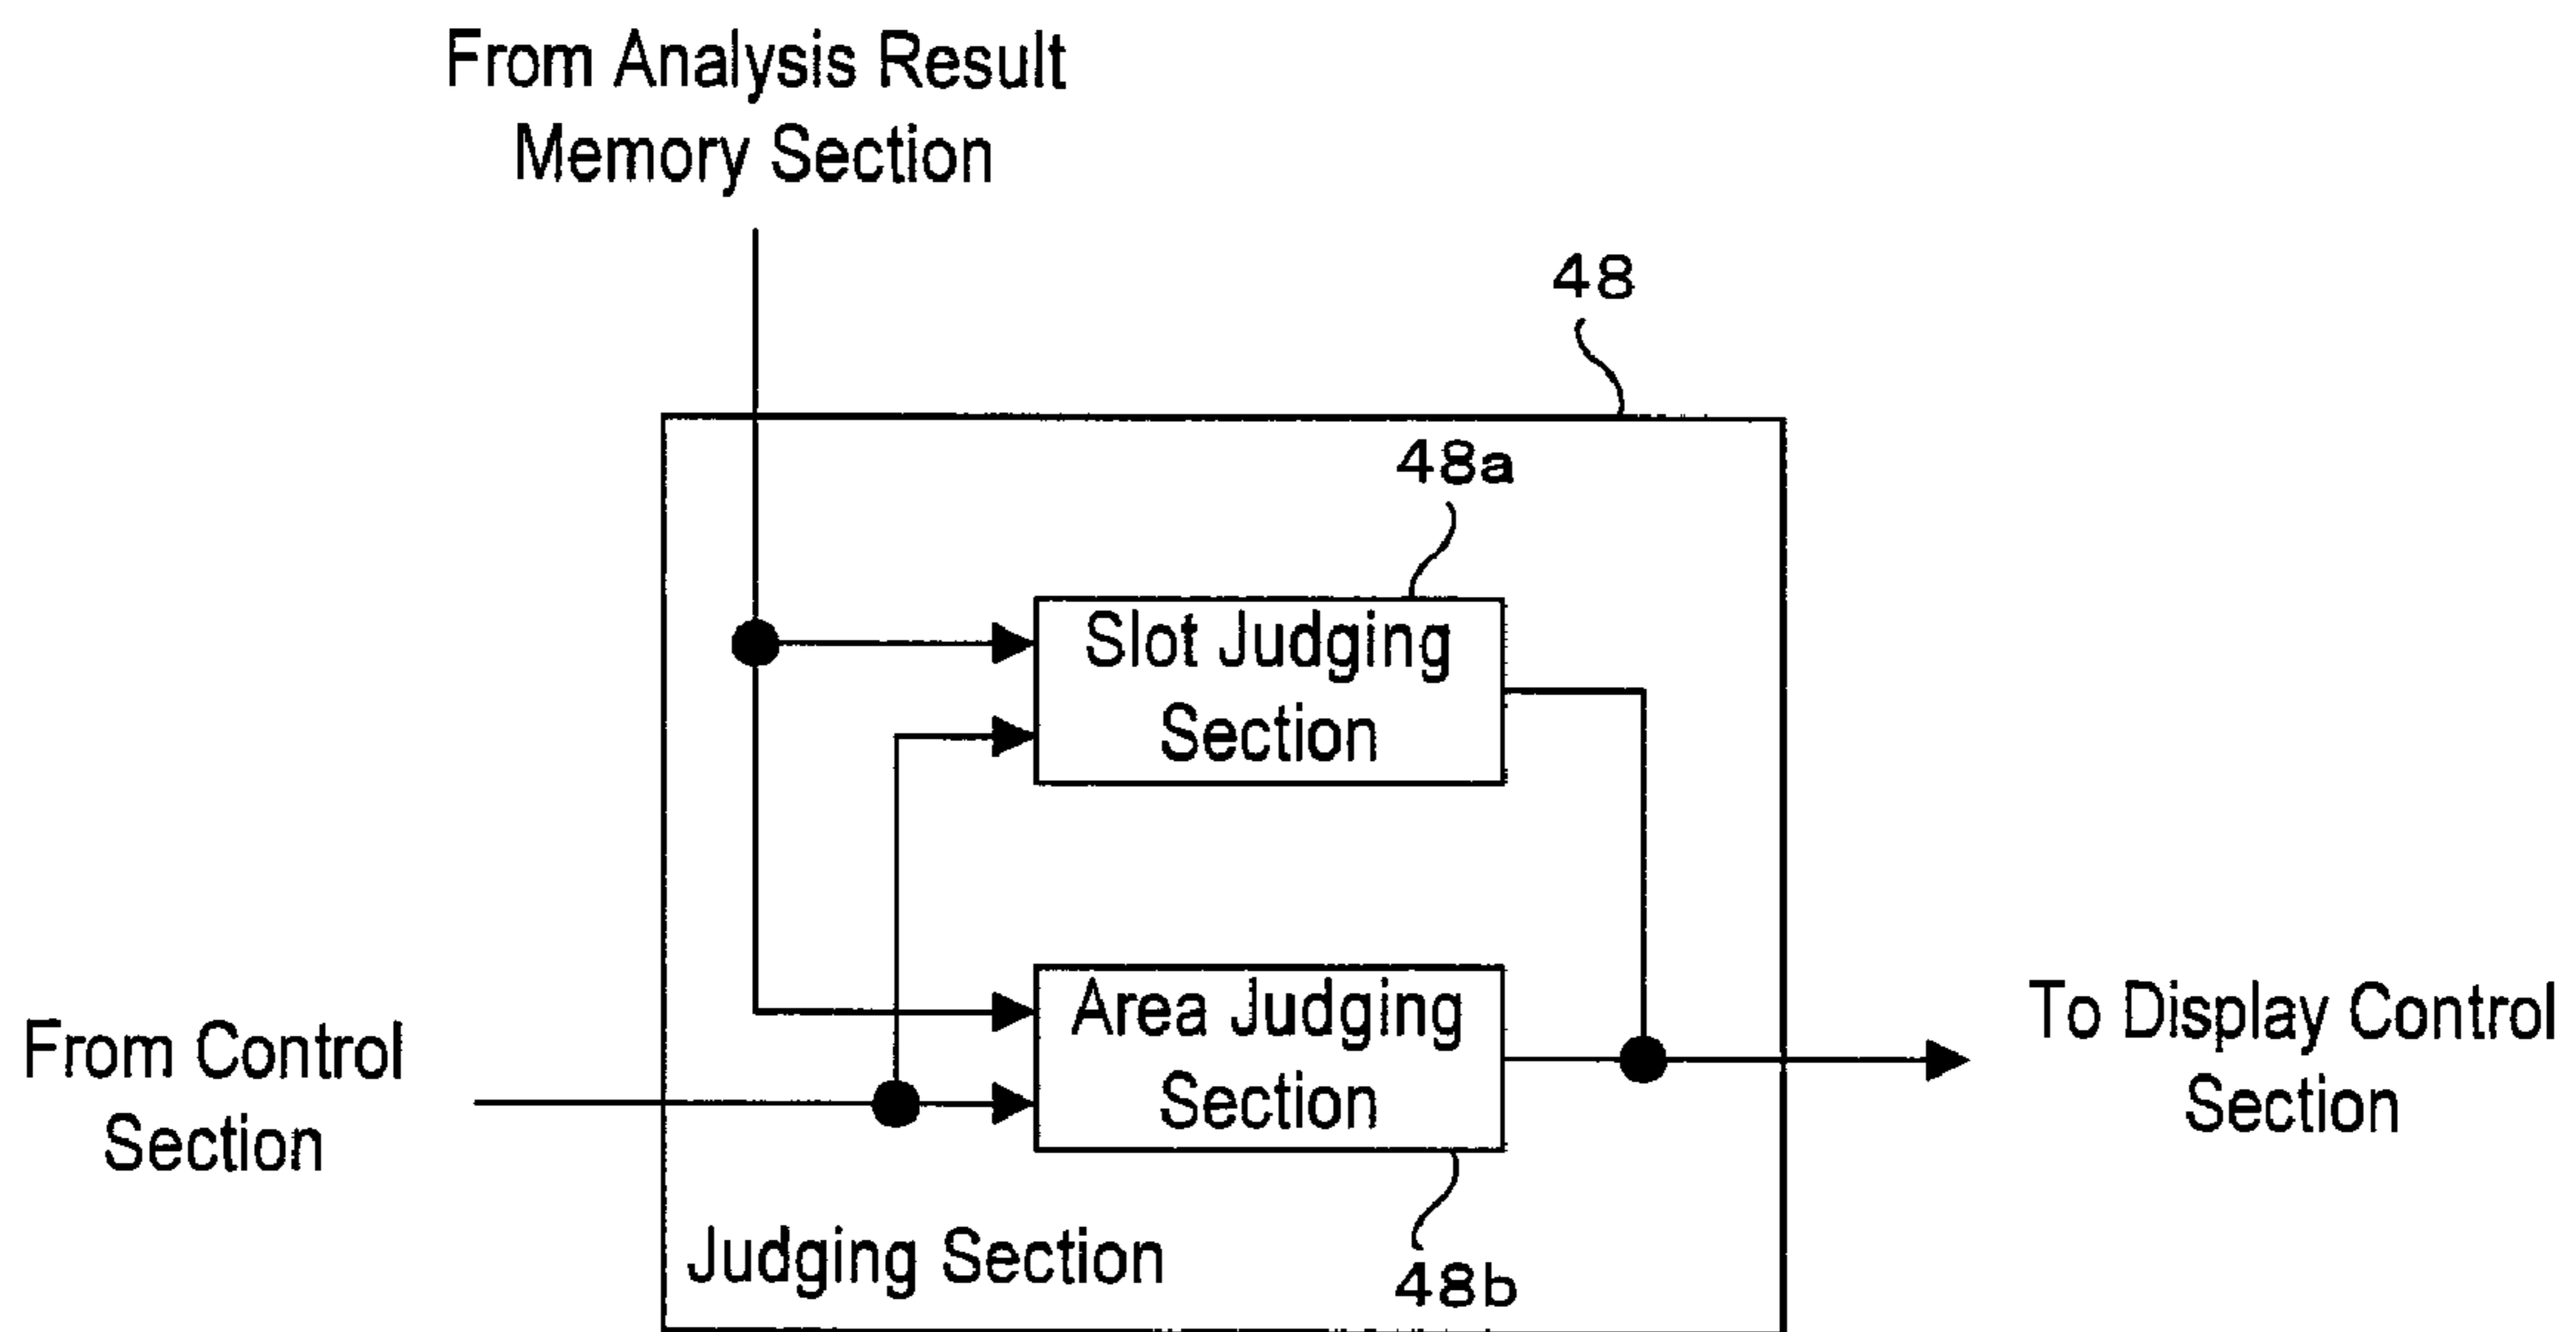 From Analysis Result
Memory Section
48
48a
Slot Judging
Section
Area Judging
Section
From Control
Section
To Display Control
Section
Judging Section
48b